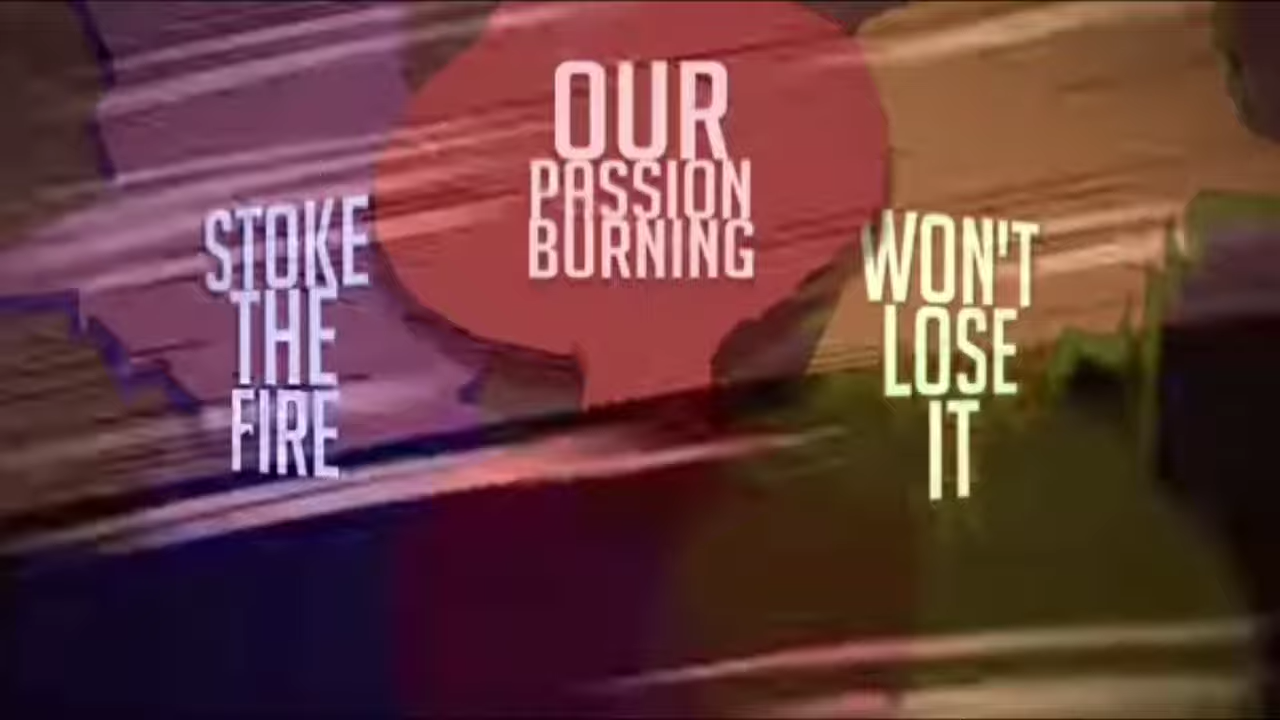 STOKE
THE
FIRE
OUR
PASSION
BURNING
WON'T
LOSE
IT